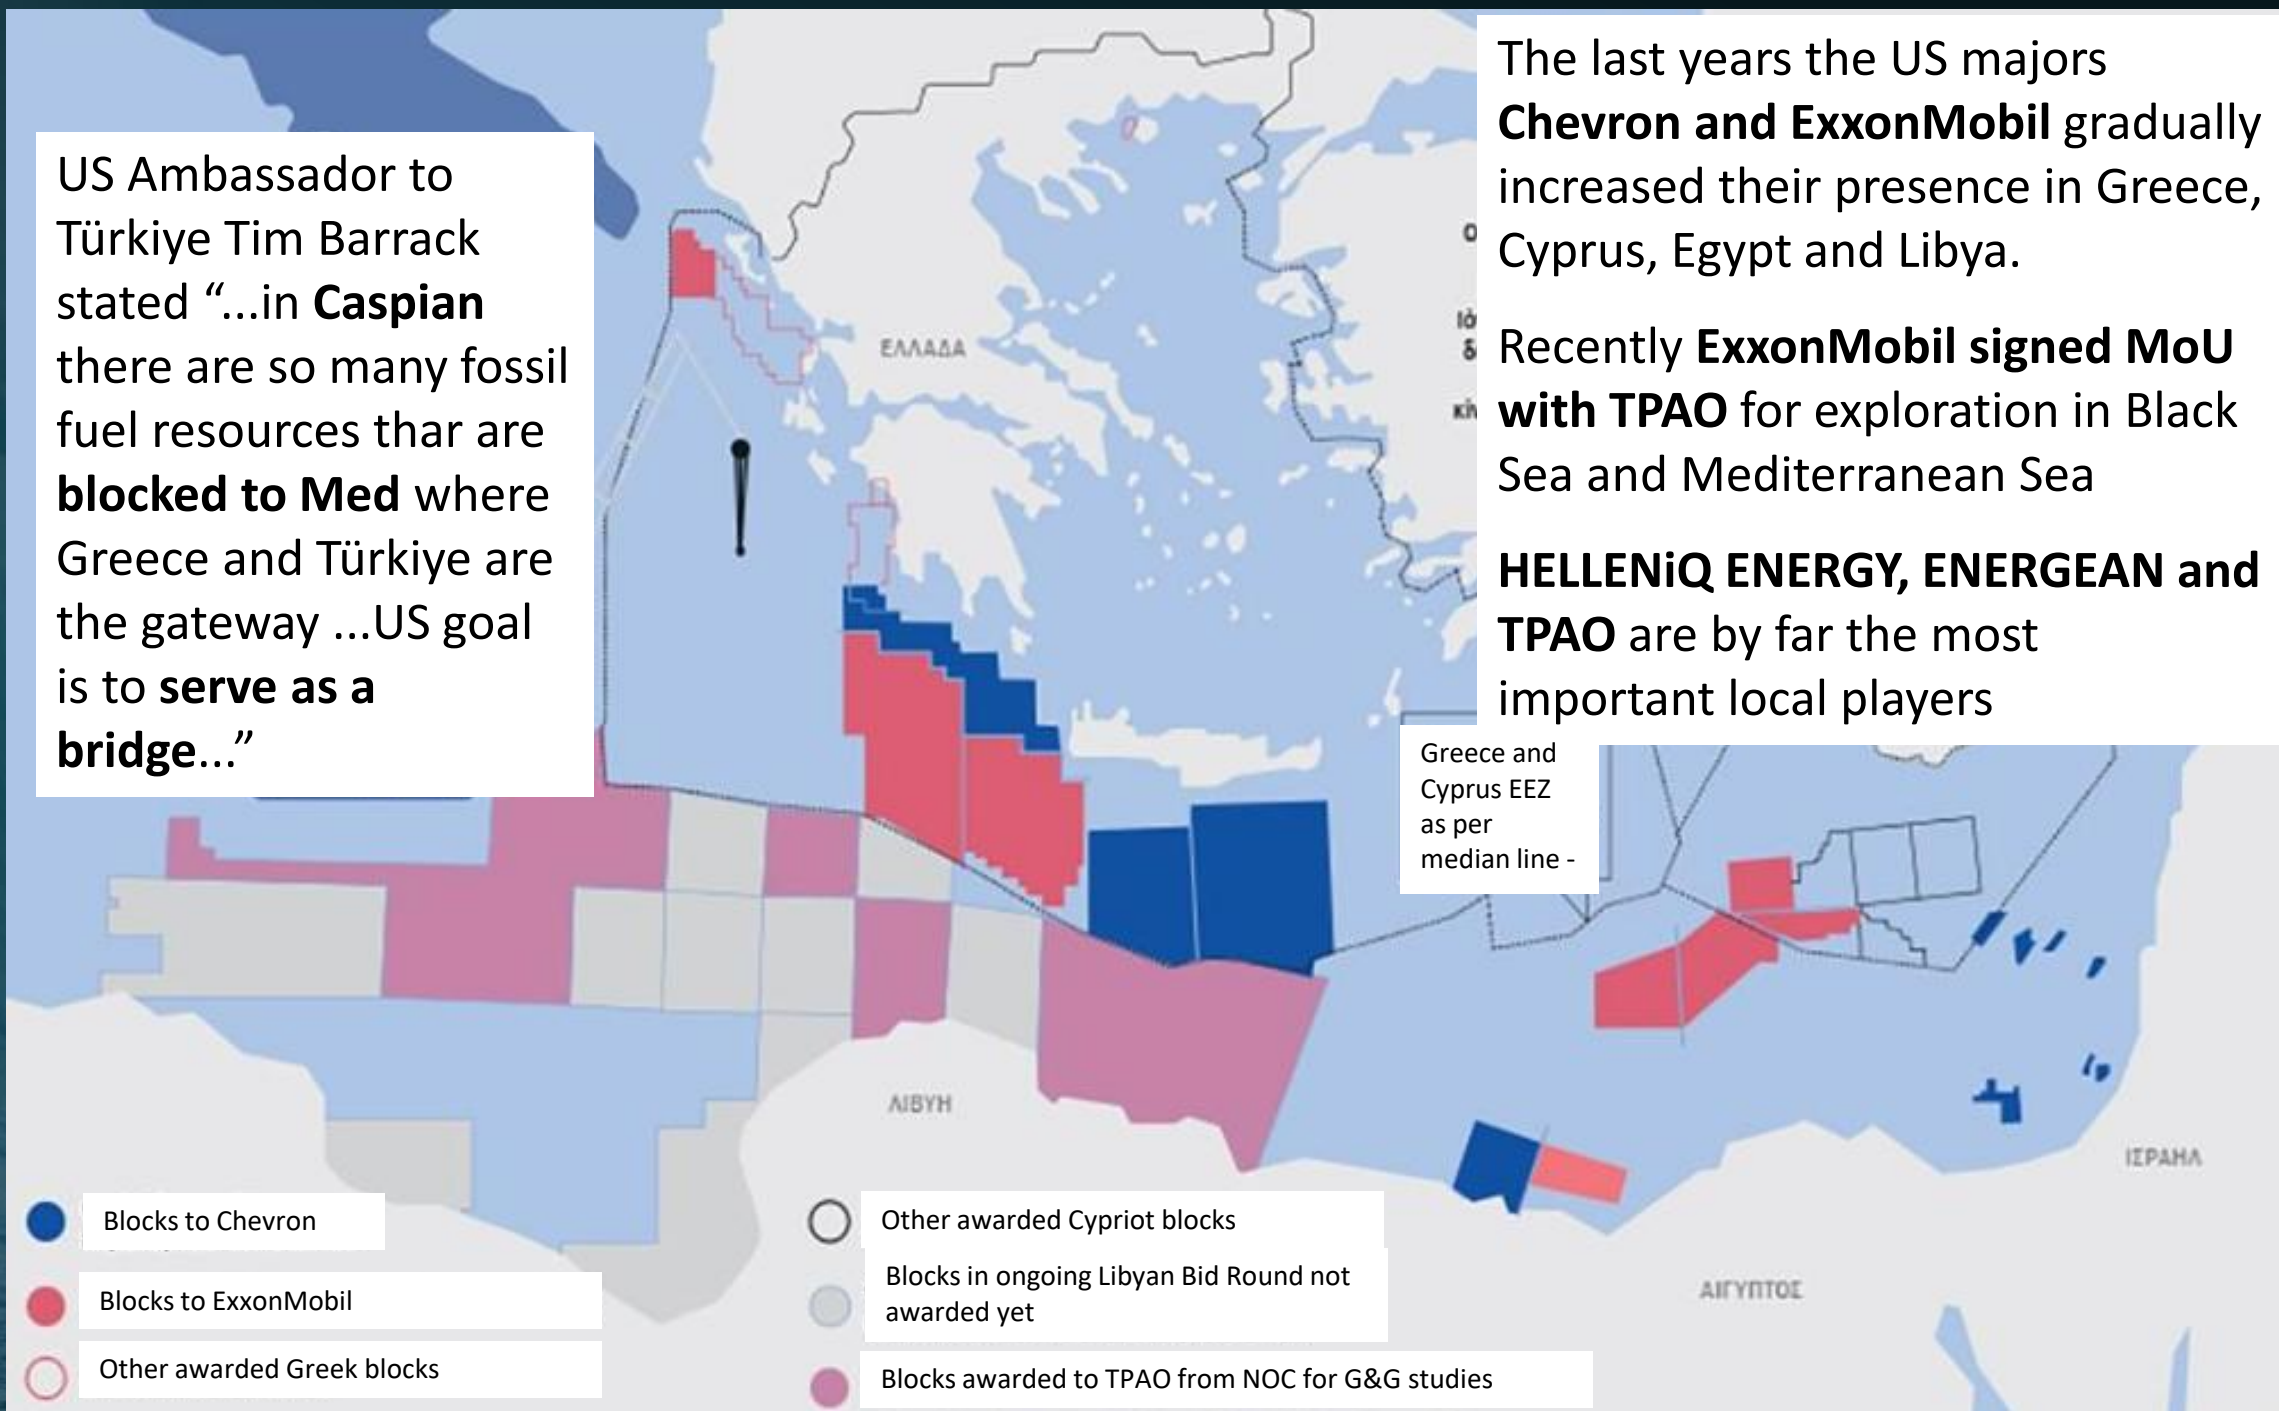 US Ambassador to
Türkiye Tim Barrack
stated “...in Caspian
there are so many fossil
fuel resources thar are
blocked to Med where
Greece and Türkiye are
the gateway ...US goal
is to serve as a
bridge...”
The last years the US majors
Chevron and ExxonMobil gradually
increased their presence in Greece,
Cyprus, Egypt and Libya.
Recently ExxonMobil signed MoU
with TPAO for exploration in Black
Sea and Mediterranean Sea
HELLENiQ ENERGY, ENERGEAN and
TPAO are by far the most
important local players
ΕΛΛΑΔΑ
Greece and
Cyprus EEZ
as per
median line -
ΛΙΒΥΗ
ΙΣΡΑΗΛ
ΑΙΓΥΠΤΟΣ
Blocks to Chevron
Blocks to ExxonMobil
Other awarded Greek blocks
Other awarded Cypriot blocks
Blocks in ongoing Libyan Bid Round not
awarded yet
Blocks awarded to TPAO from NOC for G&G studies